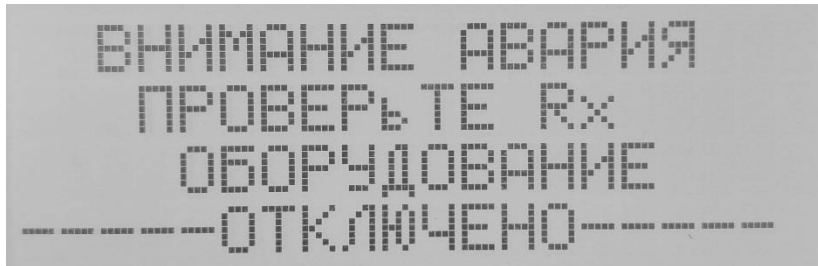 ВНИМАНИЕ АВАРИЯ
ПРОВЕРьТЕ Rx
ОБОРУДОВАНИЕ
-----ОТКЛЮЧЕНО-----